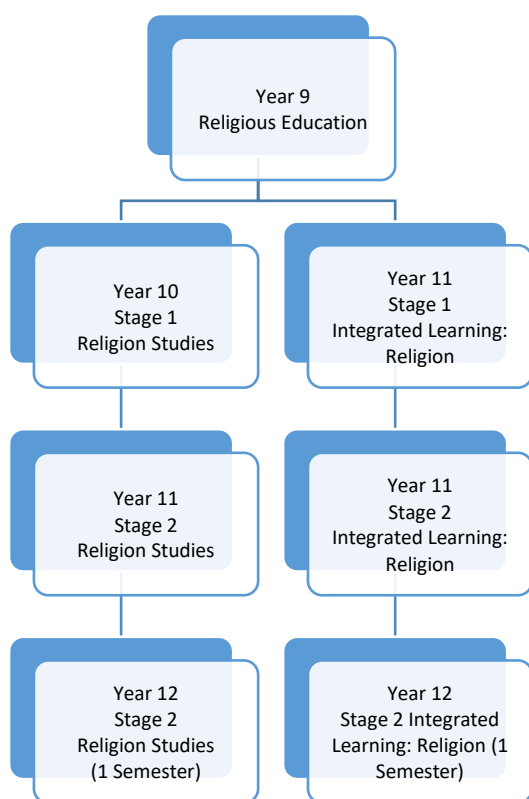 Year 9
Religious Education
Year 10
Stage 1
Religion Studies
Year 11
Stage 1
Integrated Learning:
Religion
Year 11
Stage 2
Religion Studies
Year 11
Stage 2
Integrated Learning:
Religion
Year 12
Stage 2
Religion Studies
(1 Semester)
Year 12
Stage 2 Integrated
Learning: Religion (1
Semester)